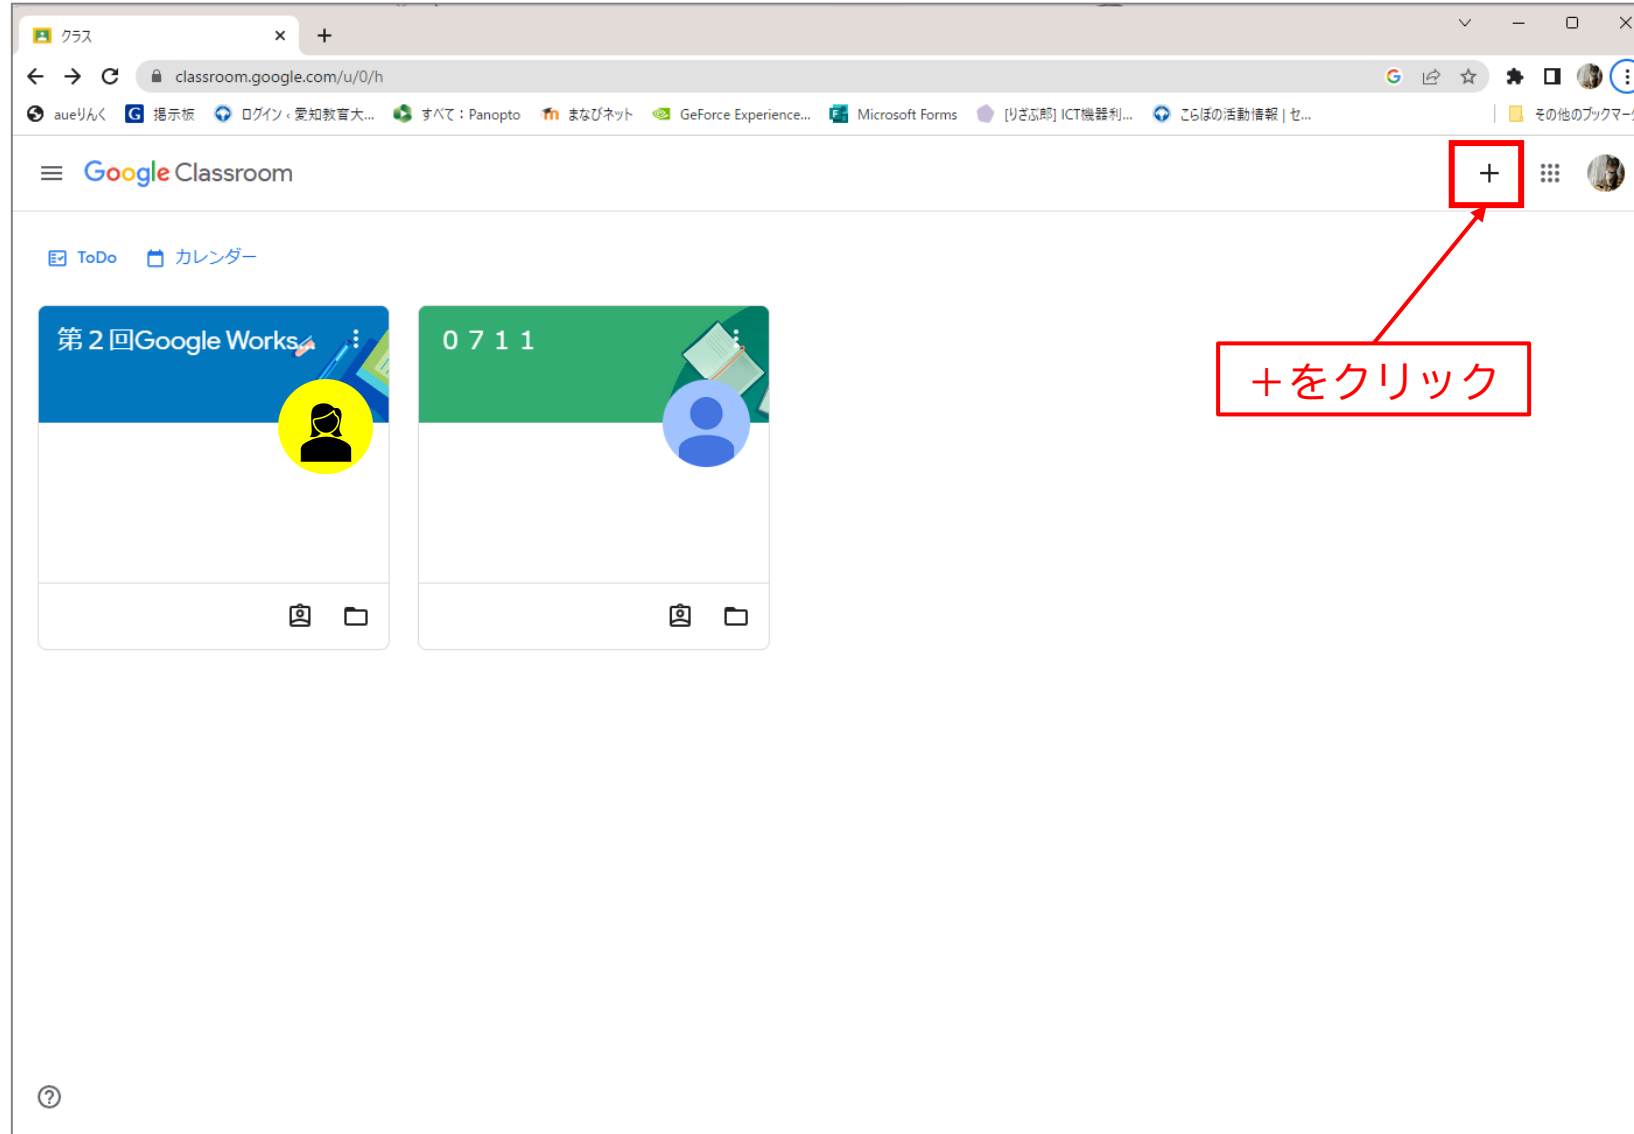 クラス
classroom.google.com/u/0/h
aueりんく 掲示板 ログイン ‹ 愛知教育大... すべて：Panopto まなびネット GeForce Experience... Microsoft Forms [りざぶ郎] ICT機器利... こらぼの活動情報 | セ... その他のブックマーク
Google Classroom
ToDo カレンダー
第２回Google Works...
０７１１
＋をクリック